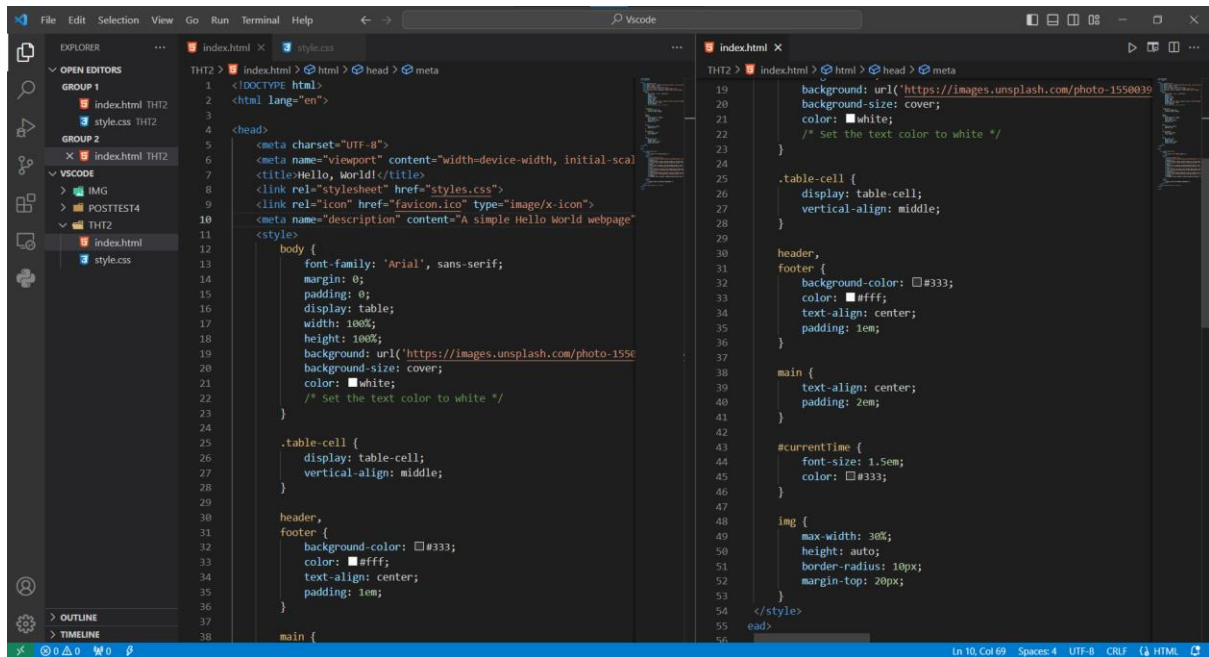 File Edit Selection View Go Run Terminal Help
Vscode
EXPLORER
OPEN EDITORS
GROUP 1
index.html THT2
style.css THT2
GROUP 2
index.html THT2
VSCODE
IMG
POSTTEST4
THT2
index.html
style.css
OUTLINE
TIMELINE
index.html
style.css
THT2 > index.html > html > head > meta
1 <!DOCTYPE html>
2 <html lang="en">
3
4 <head>
5 <meta charset="UTF-8">
6 <meta name="viewport" content="width=device-width, initial-scal
7 <title>Hello, World!</title>
8 <link rel="stylesheet" href="styles.css">
9 <link rel="icon" href="favicon.ico" type="image/x-icon">
10 <meta name="description" content="A simple Hello World webpage"
11 <style>
12 body {
13 font-family: 'Arial', sans-serif;
14 margin: 0;
15 padding: 0;
16 display: table;
17 width: 100%;
18 height: 100%;
19 background: url('https://images.unsplash.com/photo-1550
20 background-size: cover;
21 color: white;
22 /* Set the text color to white */
23 }
24
25 .table-cell {
26 display: table-cell;
27 vertical-align: middle;
28 }
29
30 header,
31 footer {
32 background-color: #333;
33 color: #fff;
34 text-align: center;
35 padding: 1em;
36 }
37
38 main {
index.html
THT2 > index.html > html > head > meta
19 background: url('https://images.unsplash.com/photo-1550039
20 background-size: cover;
21 color: white;
22 /* Set the text color to white */
23 }
24
25 .table-cell {
26 display: table-cell;
27 vertical-align: middle;
28 }
29
30 header,
31 footer {
32 background-color: #333;
33 color: #fff;
34 text-align: center;
35 padding: 1em;
36 }
37
38 main {
39 text-align: center;
40 padding: 2em;
41 }
42
43 #currentTime {
44 font-size: 1.5em;
45 color: #333;
46 }
47
48 img {
49 max-width: 30%;
50 height: auto;
51 border-radius: 10px;
52 margin-top: 20px;
53 }
54 </style>
55 ead>
56
0 0 0 Ln 10, Col 69 Spaces: 4 UTF-8 CRLF HTML